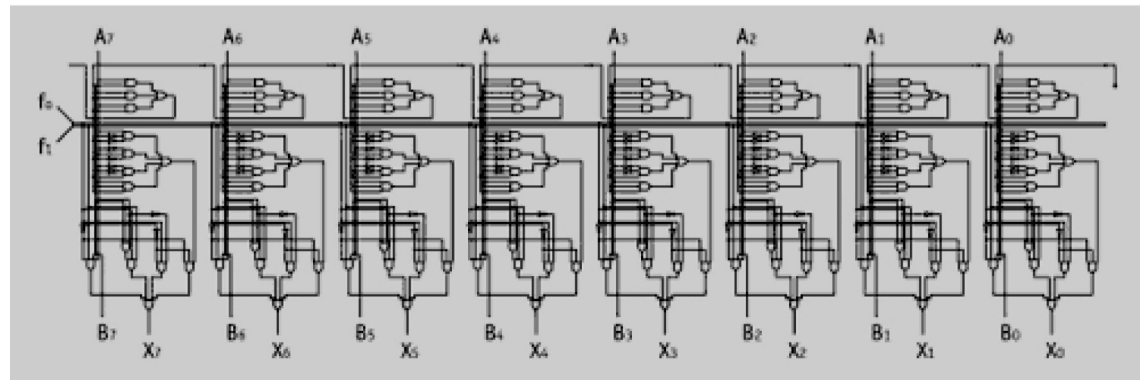 A7 A6 A5 A4 A3 A2 A1 A0
f0
f1
B7 B6 B5 B4 B3 B2 B1 B0
X7 X6 X5 X4 X3 X2 X1 X0